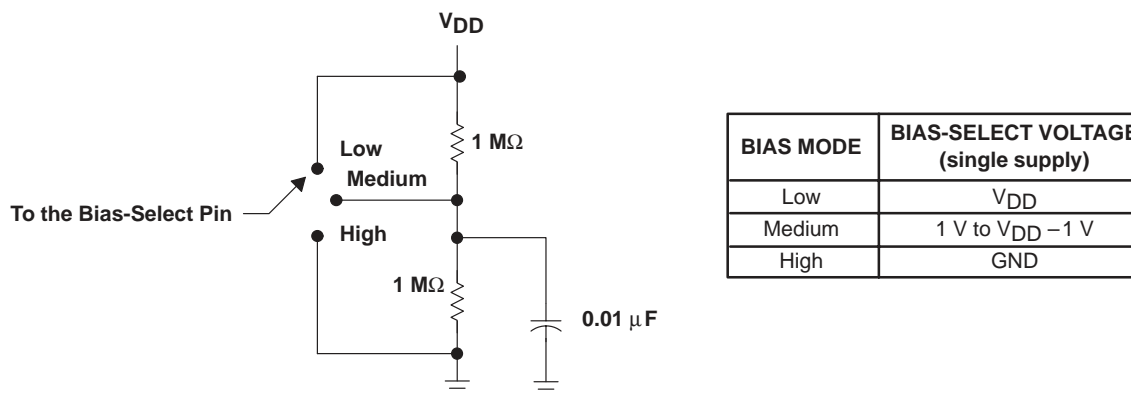 VDD
1 MΩ
Low
Medium
To the Bias-Select Pin
High
1 MΩ
0.01 μF
BIAS MODE
BIAS-SELECT VOLTAGE
(single supply)
Low VDD
Medium 1 V to VDD –1 V
High GND